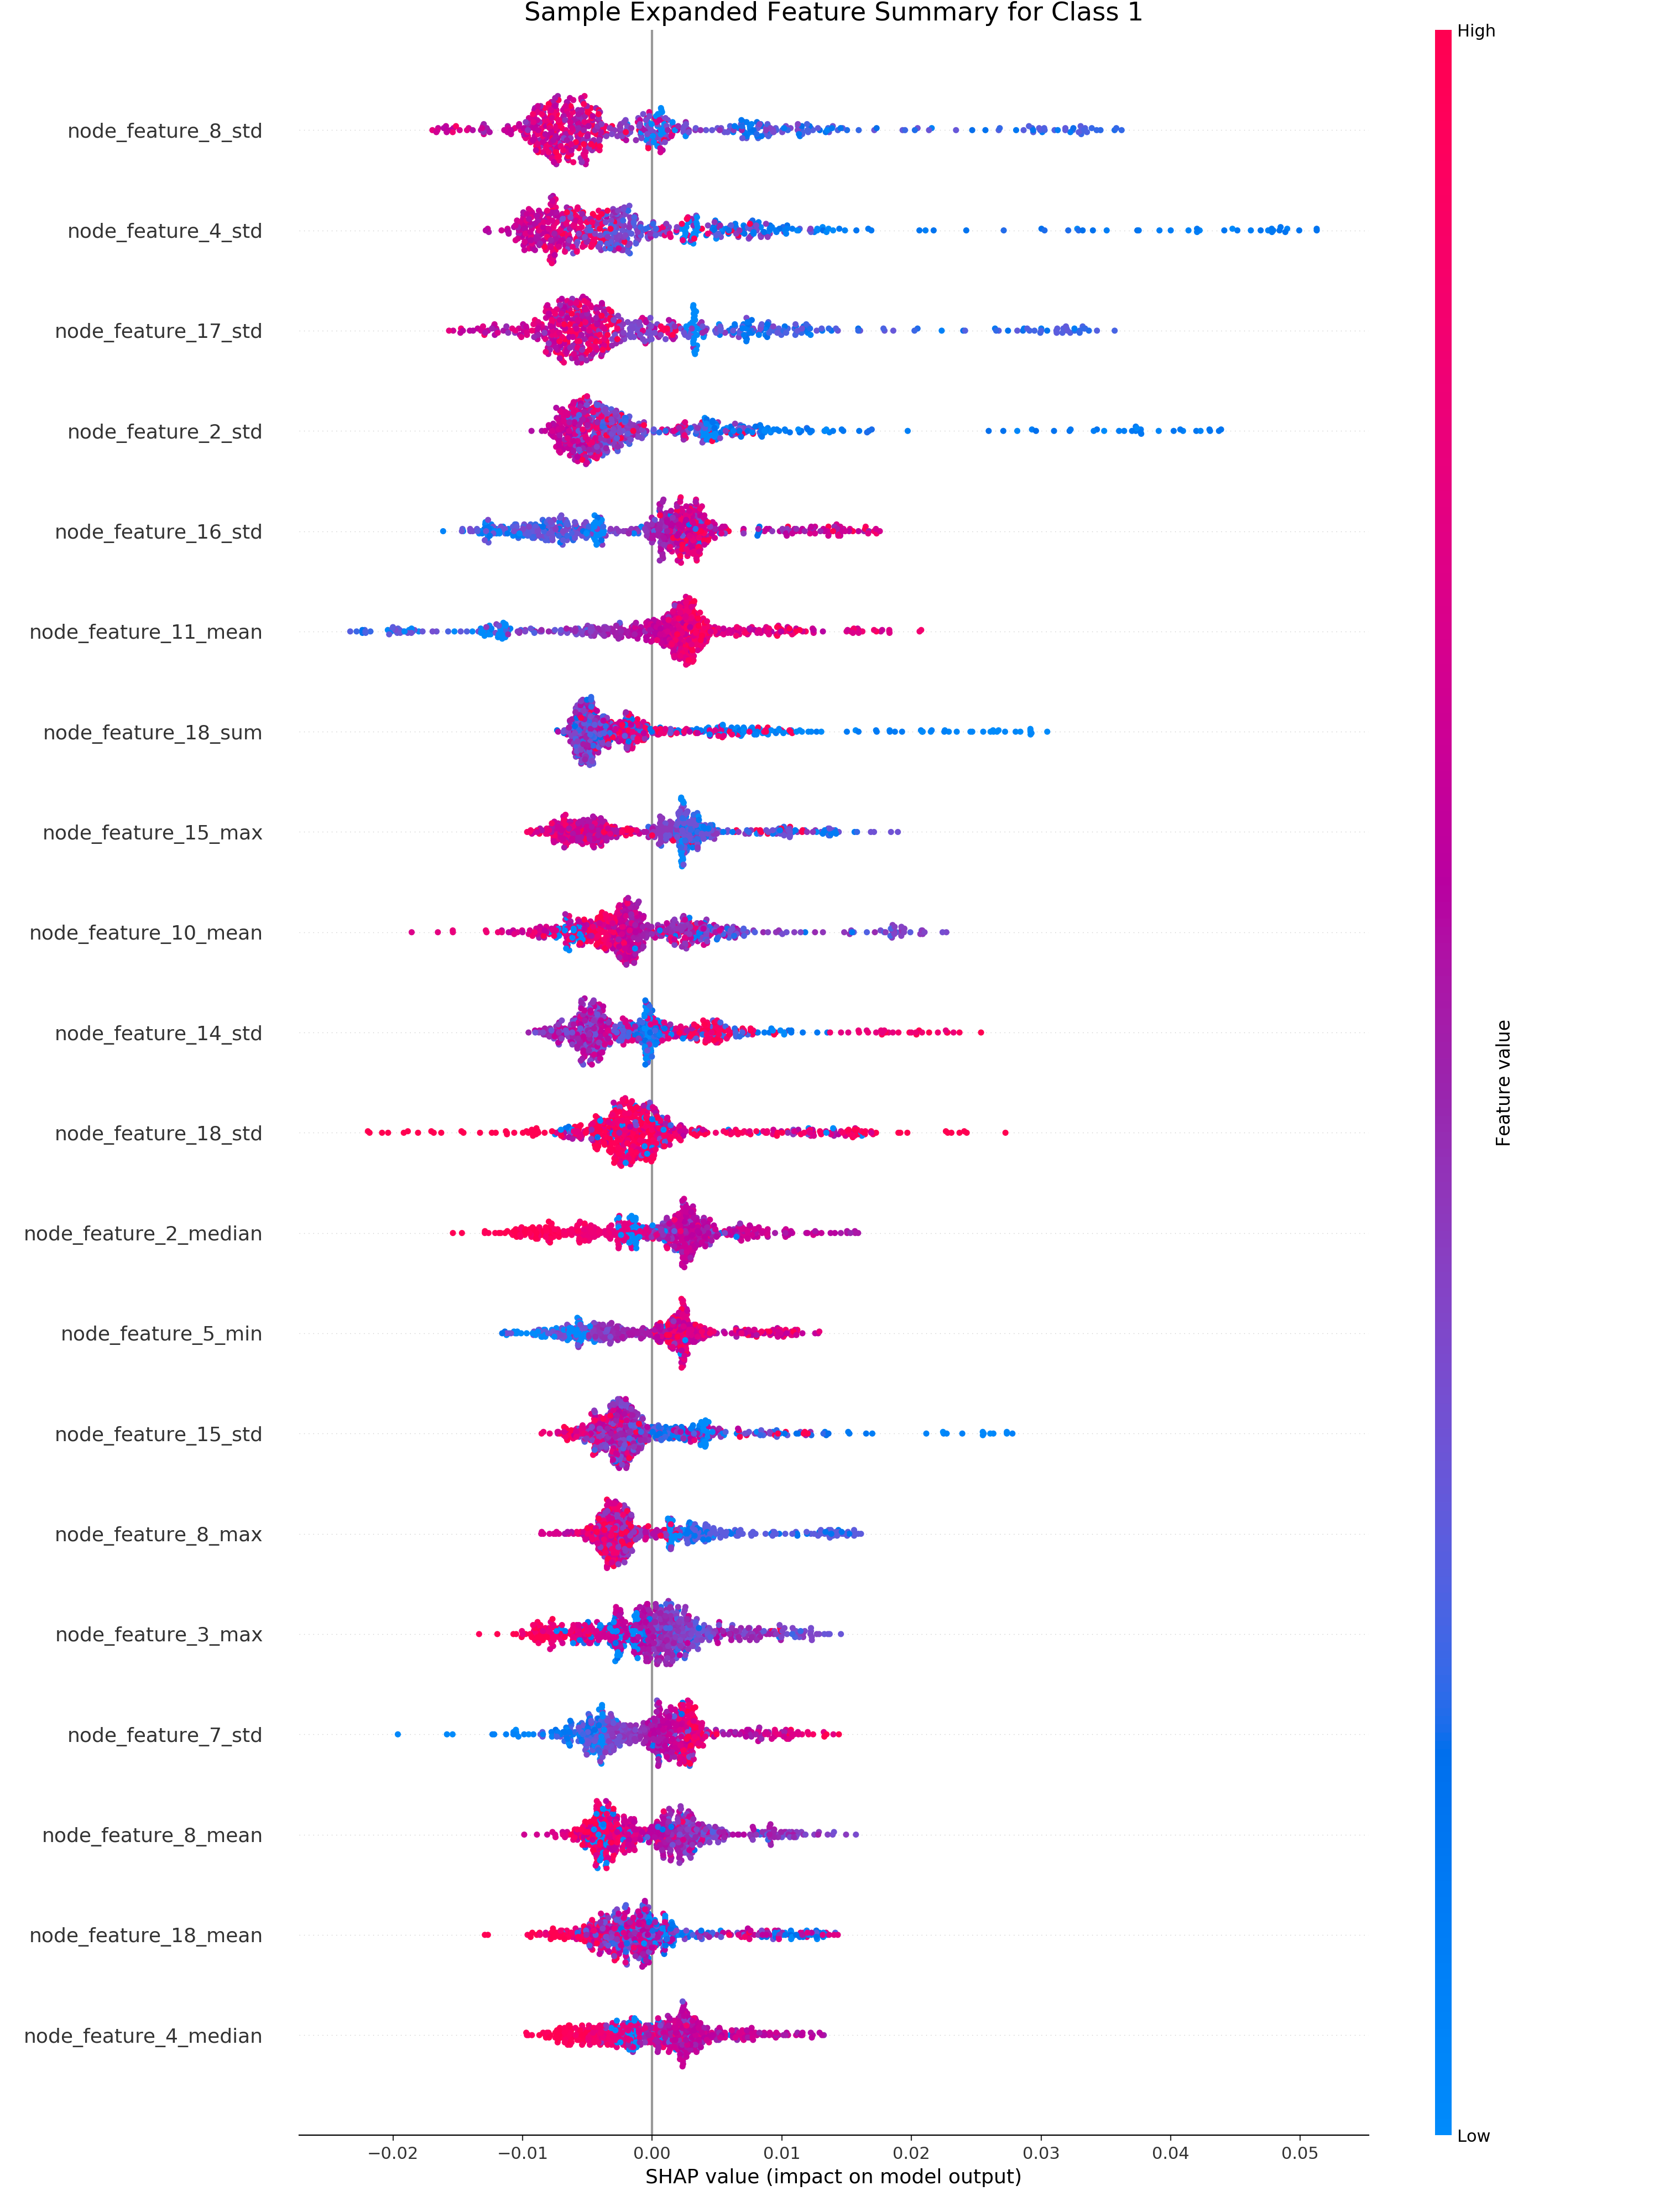 Sample Expanded Feature Summary for Class 1
High
node_feature_8_std
node_feature_4_std
node_feature_17_std
node_feature_2_std
node_feature_16_std
node_feature_11_mean
node_feature_18_sum
node_feature_15_max
node_feature_10_mean
node_feature_14_std
node_feature_18_std
node_feature_2_median
node_feature_5_min
node_feature_15_std
node_feature_8_max
node_feature_3_max
node_feature_7_std
node_feature_8_mean
node_feature_18_mean
node_feature_4_median
Feature value
Low
−0.02 −0.01 0.00 0.01 0.02 0.03 0.04 0.05
SHAP value (impact on model output)